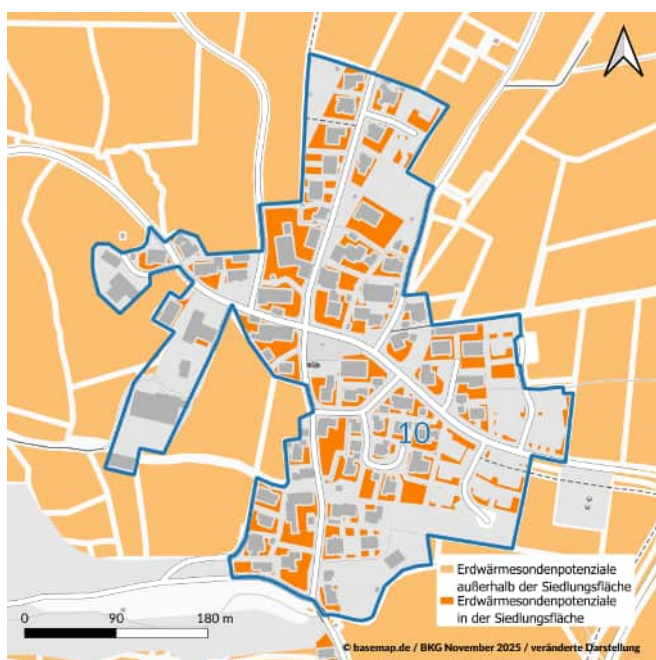 10
Erdwärmesondenpotenziale
außerhalb der Siedlungsfläche
Erdwärmesondenpotenziale
in der Siedlungsfläche
0 90 180 m
© basemap.de / BKG November 2025 / veränderte Darstellung